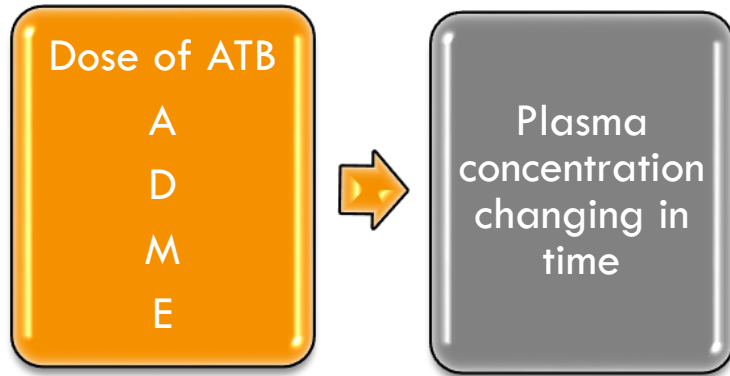 Dose of ATB
A
D
M
E
Plasma
concentration
changing in
time